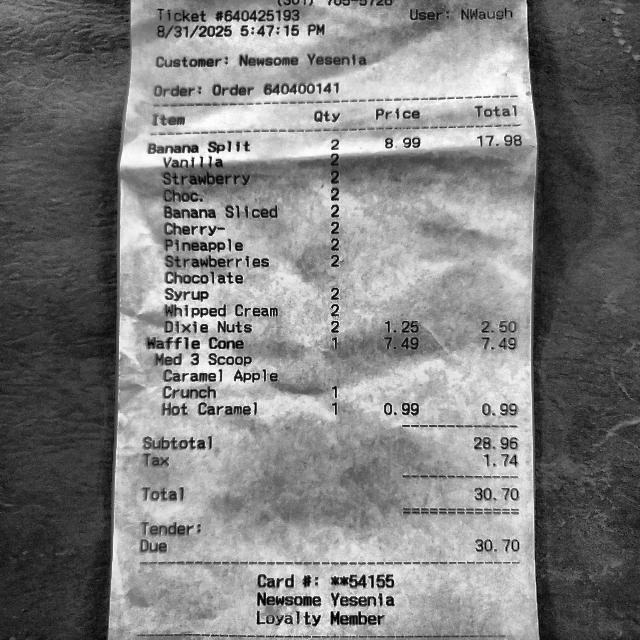 (301) 705-5726
Ticket #640425193 User: NWaugh
8/31/2025 5:47:15 PM
Customer: Newsome Yesenia
Order: Order 640400141
Item Qty Price Total
Banana Split 2 8.99 17.98
Vanilla 2
Strawberry 2
Choc. 2
Banana Sliced 2
Cherry- 2
Pineapple 2
Strawberries 2
Chocolate
Syrup 2
Whipped Cream 2
Dixie Nuts 2 1.25 2.50
Waffle Cone 1 7.49 7.49
Med 3 Scoop
Caramel Apple
Crunch 1
Hot Caramel 1 0.99 0.99
Subtotal 28.96
Tax 1.74
Total 30.70
Tender:
Due 30.70
Card #: **54155
Newsome Yesenia
Loyalty Member